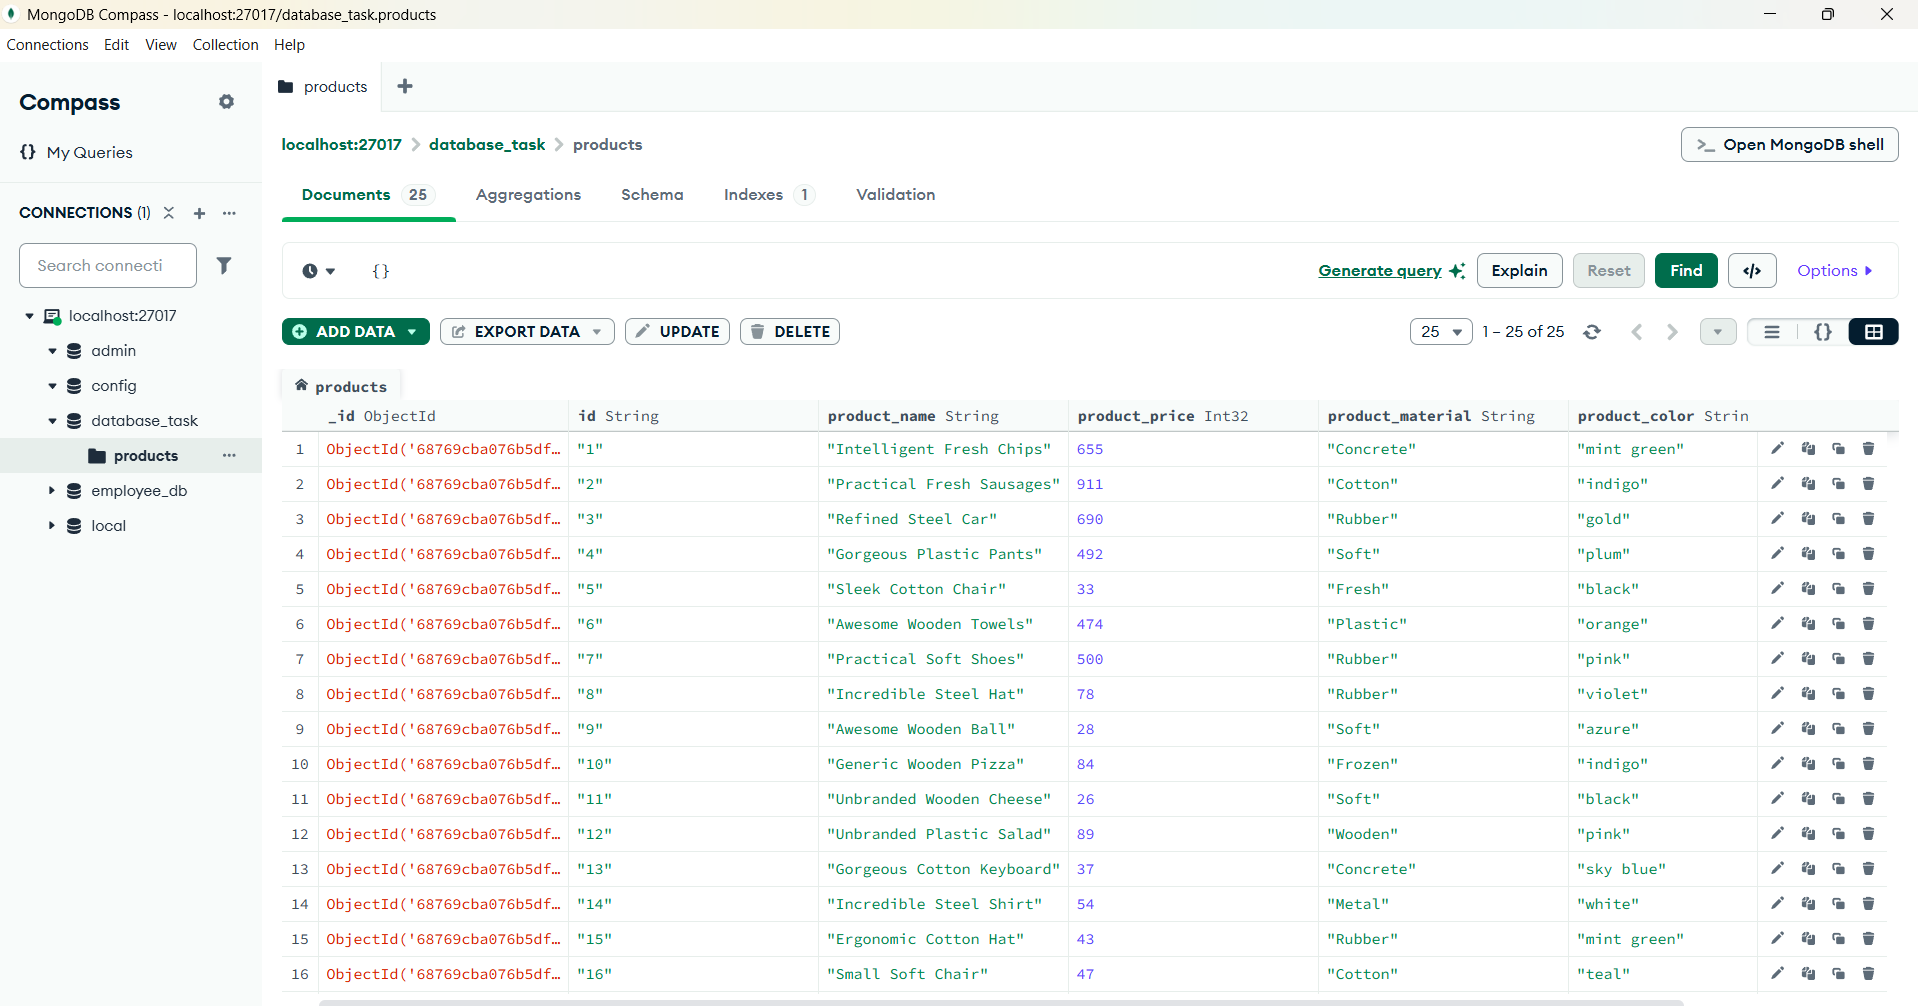 MongoDB Compass - localhost:27017/database_task.products
Connections Edit View Collection Help
Compass
My Queries
CONNECTIONS (1)
Search connecti
localhost:27017
admin
config
database_task
products
employee_db
local
products
localhost:27017 > database_task > products
>_ Open MongoDB shell
Documents 25 Aggregations Schema Indexes 1 Validation
{} Generate query Explain Reset Find </> Options
ADD DATA EXPORT DATA UPDATE DELETE 25 1 – 25 of 25
products
_id ObjectId id String product_name String product_price Int32 product_material String product_color Strin
1 ObjectId('68769cba076b5df… "1" "Intelligent Fresh Chips" 655 "Concrete" "mint green"
2 ObjectId('68769cba076b5df… "2" "Practical Fresh Sausages" 911 "Cotton" "indigo"
3 ObjectId('68769cba076b5df… "3" "Refined Steel Car" 690 "Rubber" "gold"
4 ObjectId('68769cba076b5df… "4" "Gorgeous Plastic Pants" 492 "Soft" "plum"
5 ObjectId('68769cba076b5df… "5" "Sleek Cotton Chair" 33 "Fresh" "black"
6 ObjectId('68769cba076b5df… "6" "Awesome Wooden Towels" 474 "Plastic" "orange"
7 ObjectId('68769cba076b5df… "7" "Practical Soft Shoes" 500 "Rubber" "pink"
8 ObjectId('68769cba076b5df… "8" "Incredible Steel Hat" 78 "Rubber" "violet"
9 ObjectId('68769cba076b5df… "9" "Awesome Wooden Ball" 28 "Soft" "azure"
10 ObjectId('68769cba076b5df… "10" "Generic Wooden Pizza" 84 "Frozen" "indigo"
11 ObjectId('68769cba076b5df… "11" "Unbranded Wooden Cheese" 26 "Soft" "black"
12 ObjectId('68769cba076b5df… "12" "Unbranded Plastic Salad" 89 "Wooden" "pink"
13 ObjectId('68769cba076b5df… "13" "Gorgeous Cotton Keyboard" 37 "Concrete" "sky blue"
14 ObjectId('68769cba076b5df… "14" "Incredible Steel Shirt" 54 "Metal" "white"
15 ObjectId('68769cba076b5df… "15" "Ergonomic Cotton Hat" 43 "Rubber" "mint green"
16 ObjectId('68769cba076b5df… "16" "Small Soft Chair" 47 "Cotton" "teal"